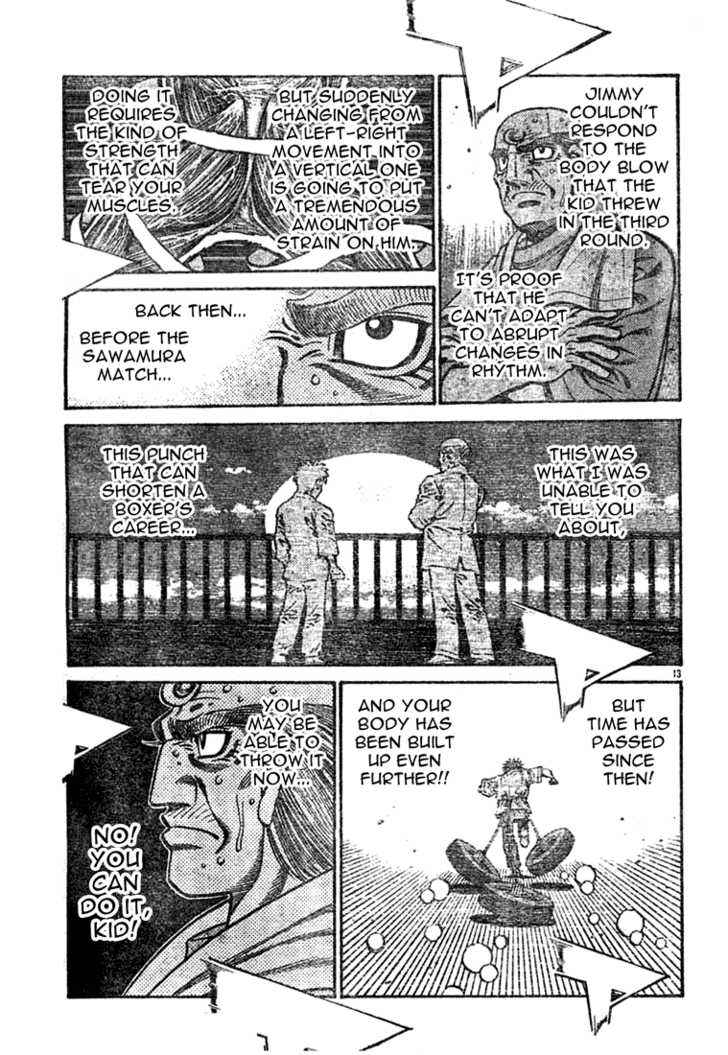 JIMMY
COULDN'T
RESPOND
TO THE
BODY BLOW
THAT THE
KID THREW
IN THE THIRD
ROUND.
IT'S PROOF
THAT HE
CAN'T ADAPT
TO ABRUPT
CHANGES IN
RHYTHM.
BUT SUDDENLY
CHANGING FROM
A LEFT-RIGHT
MOVEMENT INTO
A VERTICAL ONE
IS GOING TO PUT
A TREMENDOUS
AMOUNT OF
STRAIN ON HIM.
DOING IT
REQUIRES
THE KIND OF
STRENGTH
THAT CAN
TEAR YOUR
MUSCLES.
BACK THEN...
BEFORE THE
SAWAMURA
MATCH...
THIS WAS
WHAT I WAS
UNABLE TO
TELL YOU
ABOUT,
THIS PUNCH
THAT CAN
SHORTEN A
BOXER'S
CAREER...
13
BUT
TIME HAS
PASSED
SINCE
THEN!
AND YOUR
BODY HAS
BEEN BUILT
UP EVEN
FURTHER!!
YOU
MAY BE
ABLE TO
THROW IT
NOW...
NO!
YOU
CAN
DO IT,
KID!